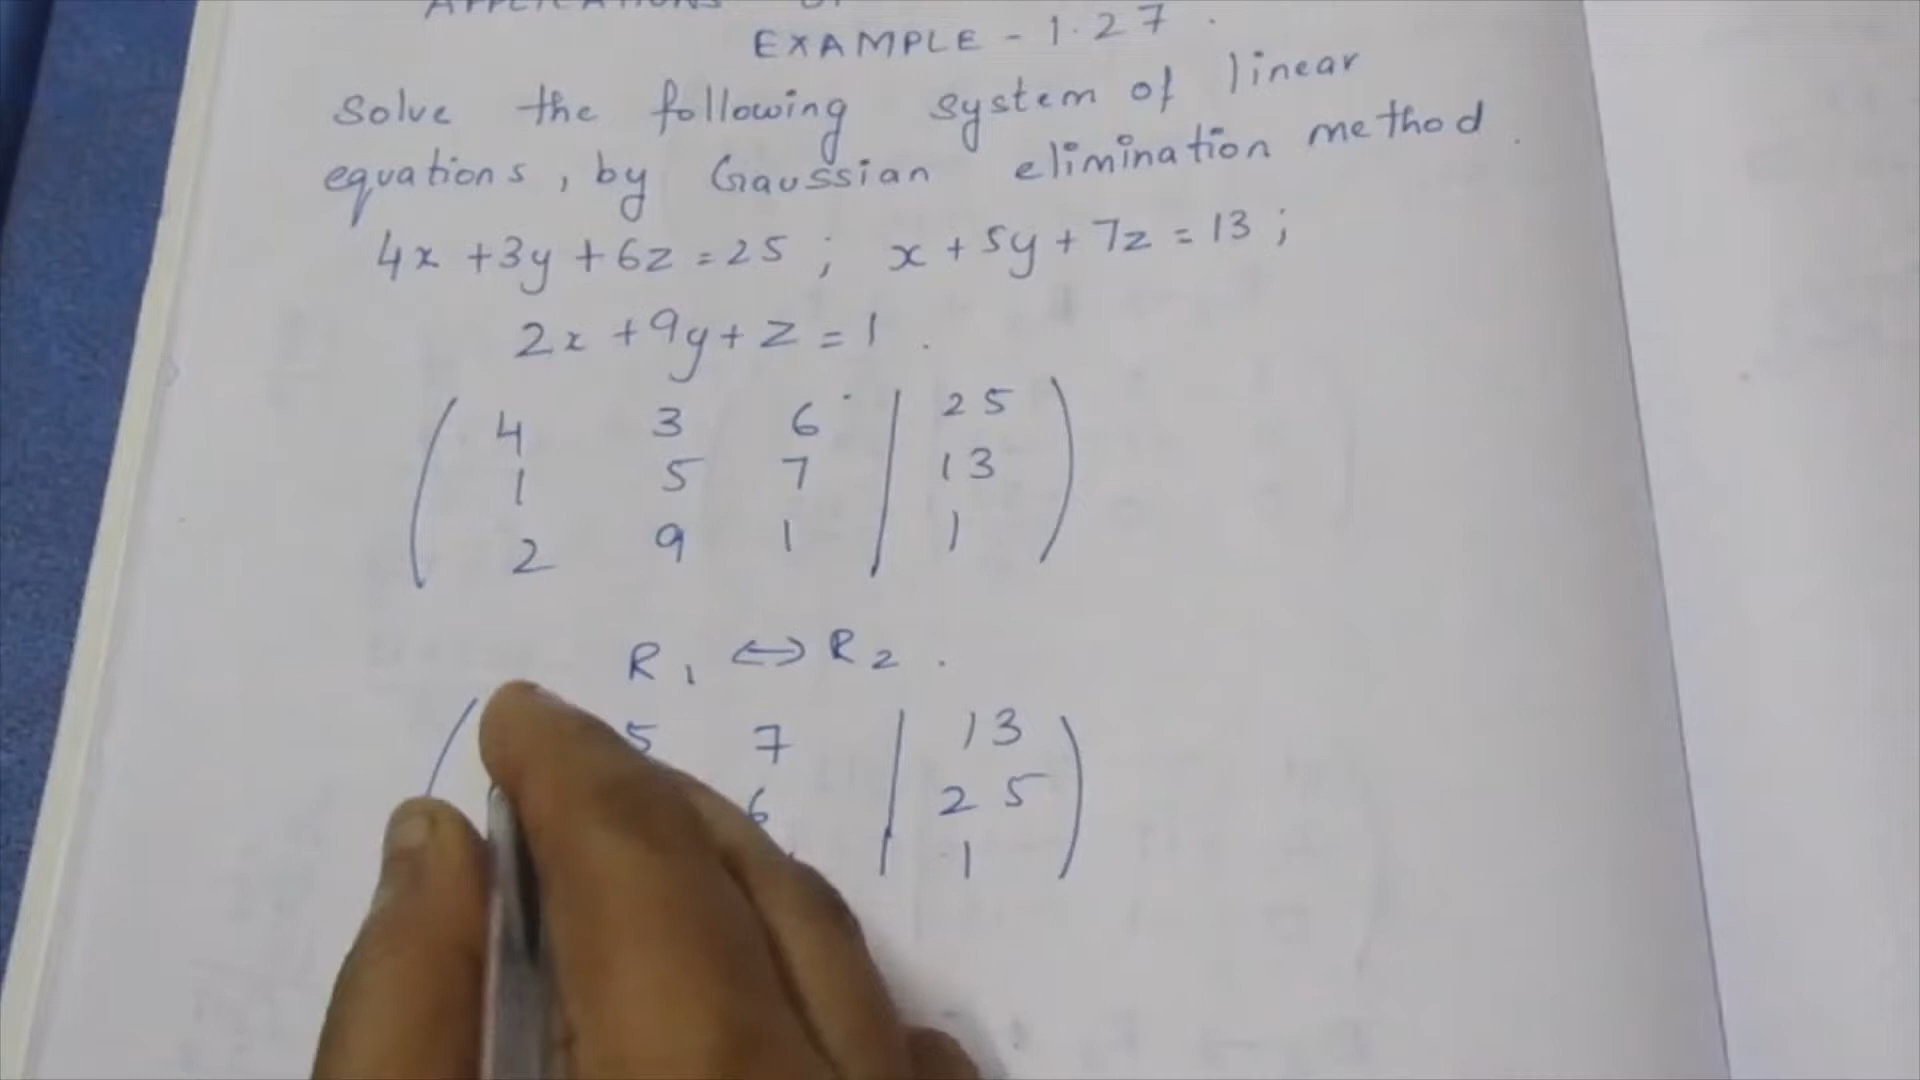 APPLICATIONS
EXAMPLE - 1.27.
Solve the following system of linear
equations, by Gaussian elimination method.
4x + 3y + 6z = 25 ; x + 5y + 7z = 13 ;
2x + 9y + z = 1.
4 3 6 | 25
1 5 7 | 13
2 9 1 | 1
R1 ⇔ R2.
5 7 | 13
6 | 25
1